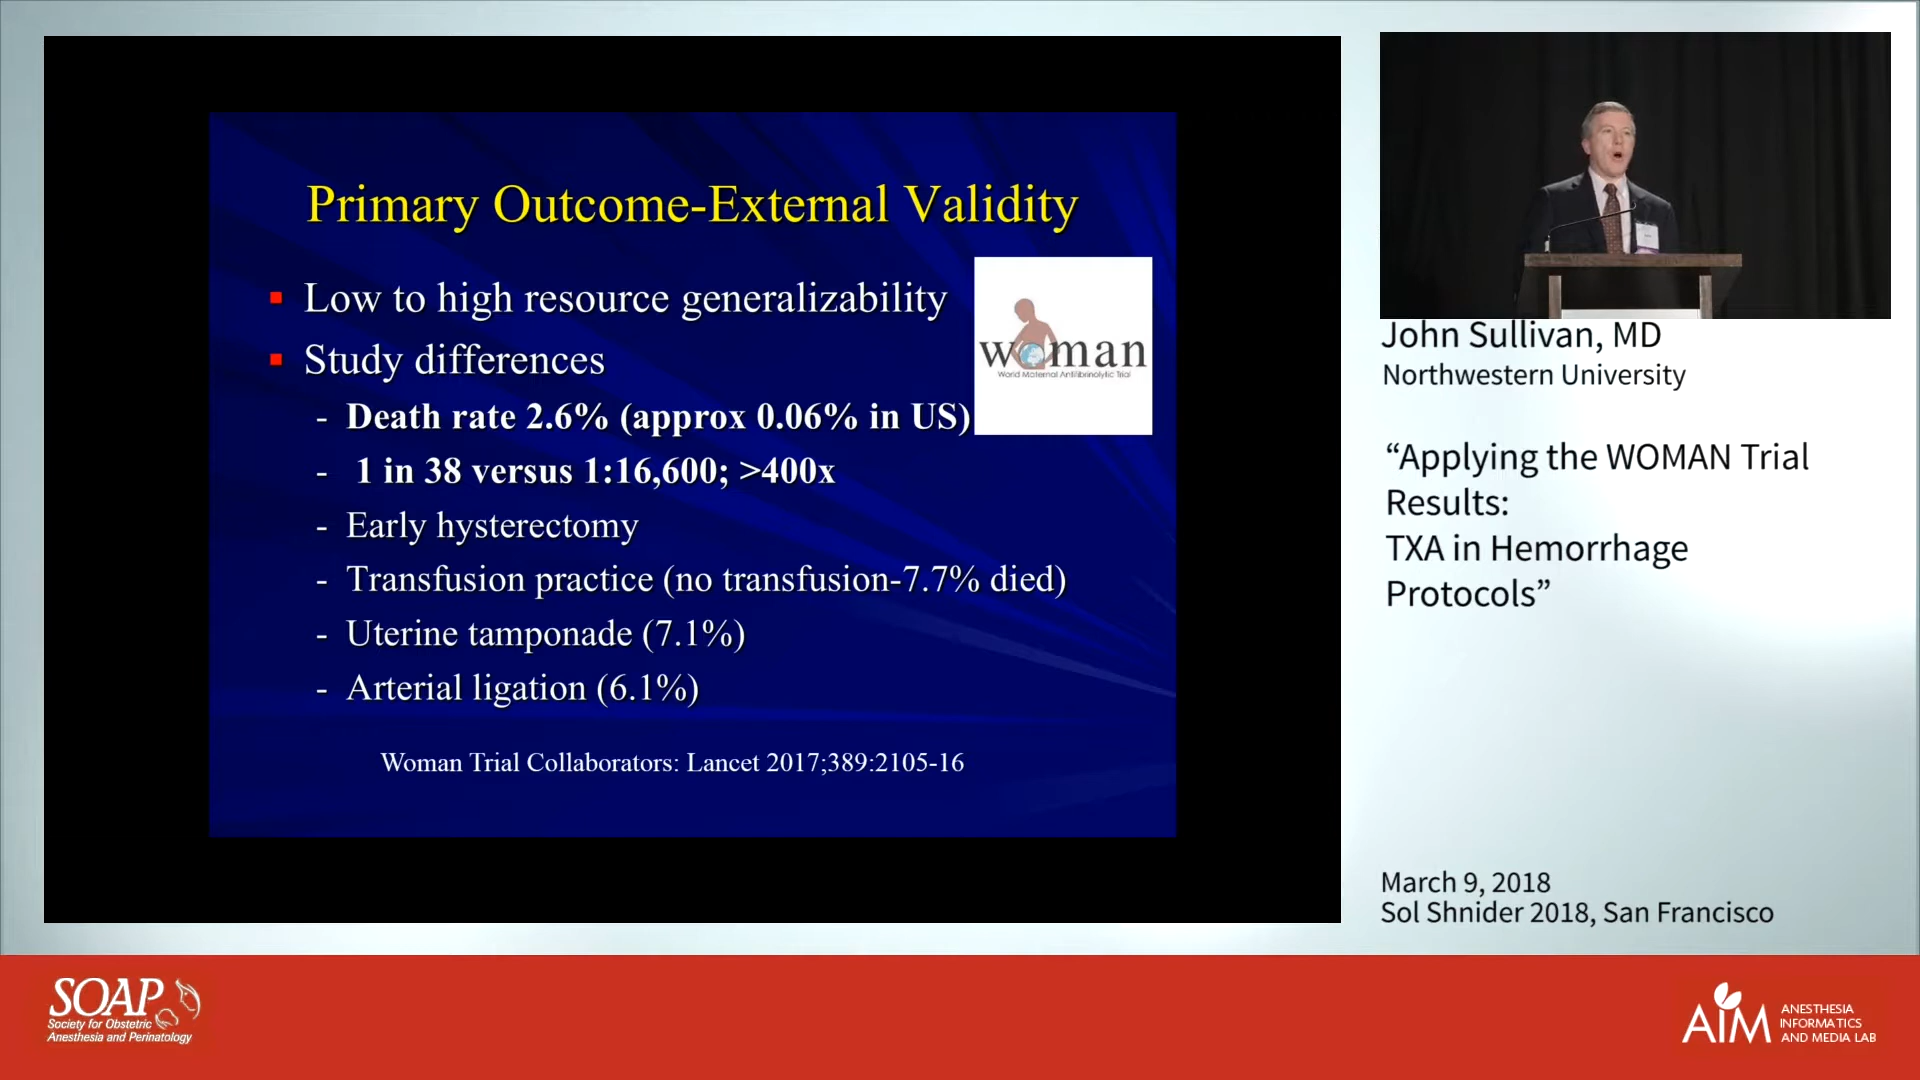 Primary Outcome-External Validity
Low to high resource generalizability
Study differences
- Death rate 2.6% (approx 0.06% in US)
- 1 in 38 versus 1:16,600; >400x
- Early hysterectomy
- Transfusion practice (no transfusion-7.7% died)
- Uterine tamponade (7.1%)
- Arterial ligation (6.1%)
Woman Trial Collaborators: Lancet 2017;389:2105-16
woman
World Maternal Antifibrinolytic Trial
John Sullivan, MD
Northwestern University
“Applying the WOMAN Trial
Results:
TXA in Hemorrhage
Protocols”
March 9, 2018
Sol Shnider 2018, San Francisco
SOAP
Society for Obstetric
Anesthesia and Perinatology
AIM
ANESTHESIA
INFORMATICS
AND MEDIA LAB